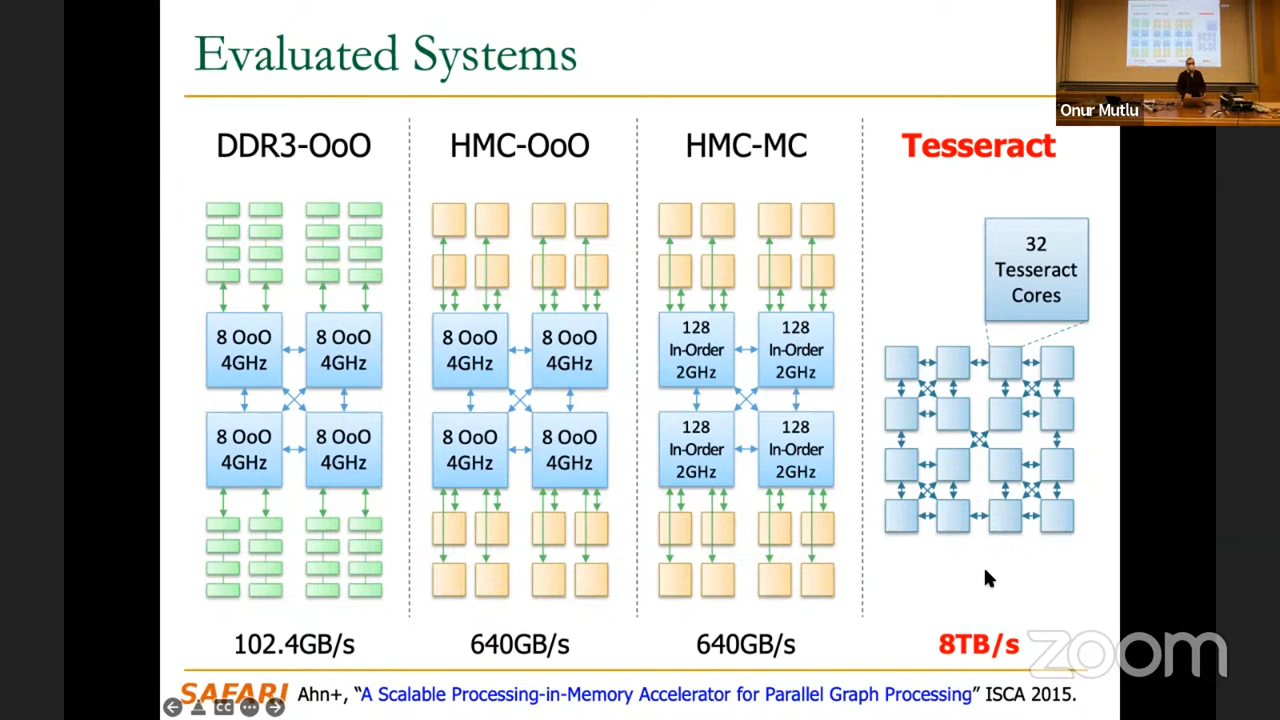 Evaluated Systems
Onur Mutlu
DDR3-OoO
HMC-OoO
HMC-MC
Tesseract
8 OoO
4GHz
8 OoO
4GHz
8 OoO
4GHz
8 OoO
4GHz
8 OoO
4GHz
8 OoO
4GHz
8 OoO
4GHz
8 OoO
4GHz
128
In-Order
2GHz
128
In-Order
2GHz
128
In-Order
2GHz
128
In-Order
2GHz
32
Tesseract
Cores
102.4GB/s
640GB/s
640GB/s
8TB/s
zoom
SAFARI Ahn+, “A Scalable Processing-in-Memory Accelerator for Parallel Graph Processing” ISCA 2015.
CC